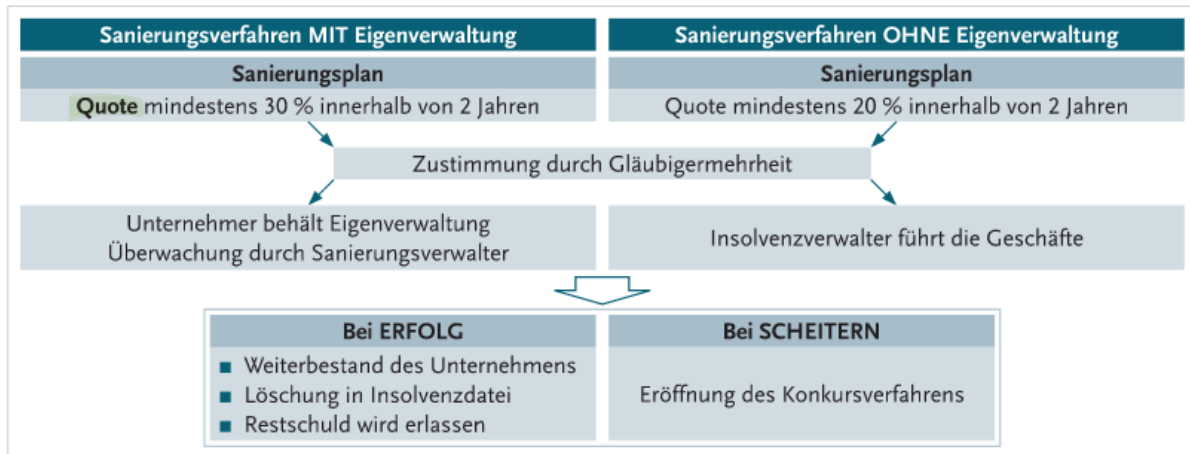 Sanierungsverfahren MIT Eigenverwaltung
Sanierungsplan
Quote mindestens 30 % innerhalb von 2 Jahren
Sanierungsverfahren OHNE Eigenverwaltung
Sanierungsplan
Quote mindestens 20 % innerhalb von 2 Jahren
Zustimmung durch Gläubigermehrheit
Unternehmer behält Eigenverwaltung
Überwachung durch Sanierungsverwalter
Insolvenzverwalter führt die Geschäfte
Bei ERFOLG
■ Weiterbestand des Unternehmens
■ Löschung in Insolvenzdatei
■ Restschuld wird erlassen
Bei SCHEITERN
Eröffnung des Konkursverfahrens